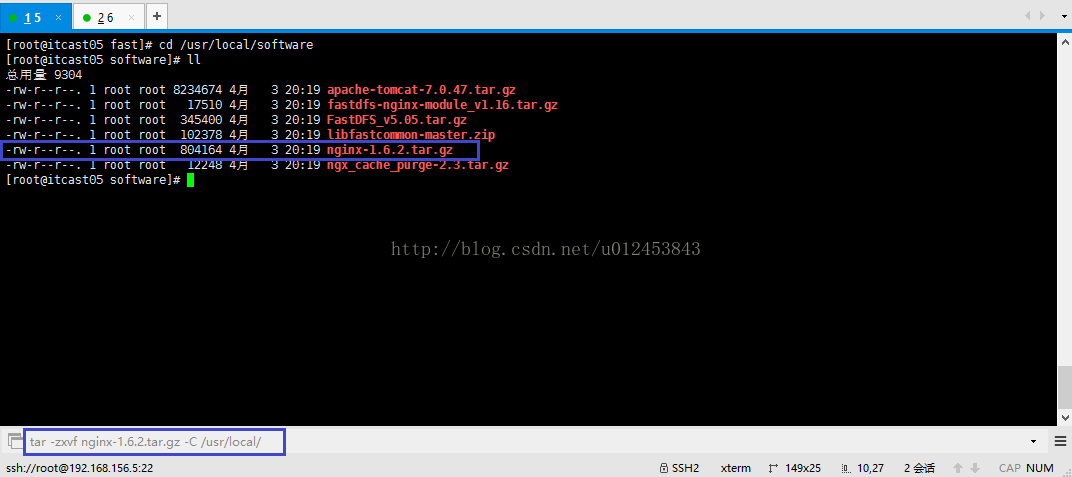 1 5 × 2 6 × +
[root@itcast05 fast]# cd /usr/local/software
[root@itcast05 software]# ll
总用量 9304
-rw-r--r--. 1 root root 8234674 4月   3 20:19 apache-tomcat-7.0.47.tar.gz
-rw-r--r--. 1 root root   17510 4月   3 20:19 fastdfs-nginx-module_v1.16.tar.gz
-rw-r--r--. 1 root root  345400 4月   3 20:19 FastDFS_v5.05.tar.gz
-rw-r--r--. 1 root root  102378 4月   3 20:19 libfastcommon-master.zip
-rw-r--r--. 1 root root  804164 4月   3 20:19 nginx-1.6.2.tar.gz
-rw-r--r--. 1 root root   12248 4月   3 20:19 ngx_cache_purge-2.3.tar.gz
[root@itcast05 software]#
http://blog.csdn.net/u012453843
tar -zxvf nginx-1.6.2.tar.gz -C /usr/local/
ssh://root@192.168.156.5:22 SSH2 xterm 149x25 10,27 2 会话 CAP NUM